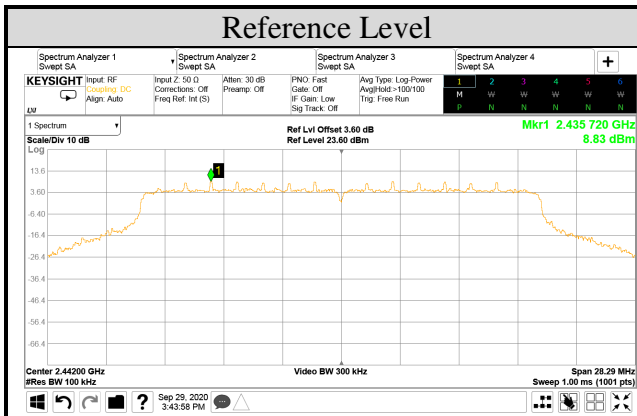 Reference Level
Spectrum Analyzer 1
Swept SA
Spectrum Analyzer 2
Swept SA
Spectrum Analyzer 3
Swept SA
Spectrum Analyzer 4
Swept SA
+
KEYSIGHT
Input: RF
Coupling: DC
Align: Auto
Input Z: 50 Ω
Corrections: Off
Freq Ref: Int (S)
Atten: 30 dB
Preamp: Off
PNO: Fast
Gate: Off
IF Gain: Low
Sig Track: Off
Avg Type: Log-Power
Avg|Hold:>100/100
Trig: Free Run
1 2 3 4 5 6
M W W W W W
P N N N N N
LXI
1 Spectrum
Scale/Div 10 dB
Log
Ref Lvl Offset 3.60 dB
Ref Level 23.60 dBm
Mkr1 2.435 720 GHz
8.83 dBm
1
13.6
3.60
-6.40
-16.4
-26.4
-36.4
-46.4
-56.4
-66.4
Center 2.44200 GHz
#Res BW 100 kHz
Video BW 300 kHz
Span 28.29 MHz
Sweep 1.00 ms (1001 pts)
?
Sep 29, 2020
3:43:58 PM